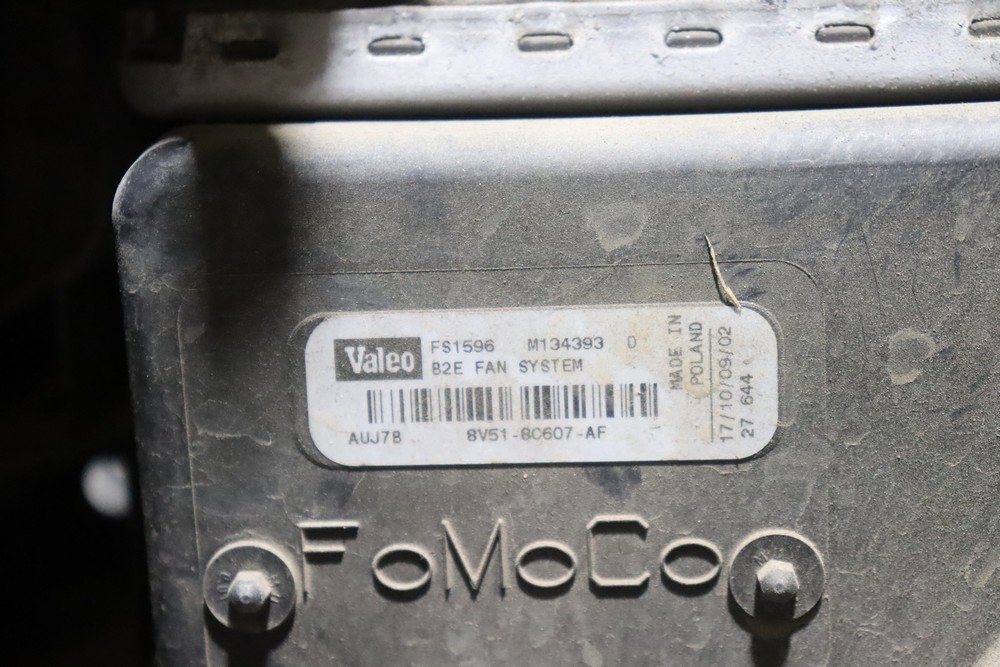 Valeo
FS1596 M134393 0
B2E FAN SYSTEM
AUJ7B 8V51-8C607-AF
MADE IN
POLAND
17/10/09/02
27 644
FoMoCo